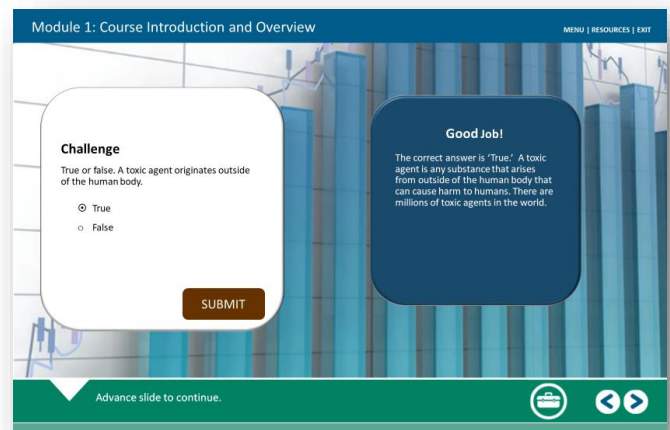 Module 1: Course Introduction and Overview
MENU | RESOURCES | EXIT
Challenge
True or false. A toxic agent originates outside
of the human body.
True
False
SUBMIT
Good Job!
The correct answer is ‘True.’ A toxic
agent is any substance that arises
from outside of the human body that
can cause harm to humans. There are
millions of toxic agents in the world.
Advance slide to continue.